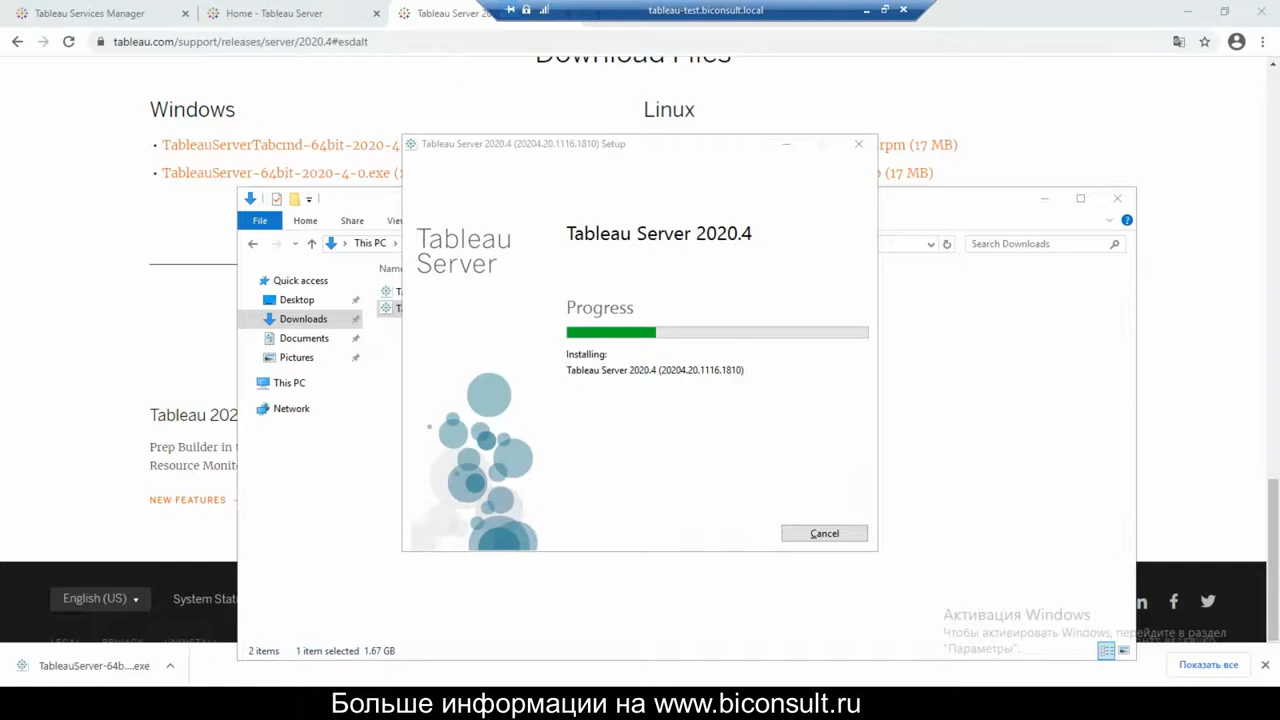 Tableau Services Manager
Home - Tableau Server
Tableau Server 20
tableau-test.biconsult.local
tableau.com/support/releases/server/2020.4#esdalt
Download Files
Windows
Linux
• TableauServerTabcmd-64bit-2020-4
rpm (17 MB)
• TableauServer-64bit-2020-4-0.exe (
(17 MB)
Tableau Server 2020.4 (20204.20.1116.1810) Setup
File
Home
Share
This PC
Search Downloads
Tableau
Server
Tableau Server 2020.4
Quick access
Desktop
Downloads
Documents
Pictures
This PC
Network
Progress
Installing:
Tableau Server 2020.4 (20204.20.1116.1810)
Cancel
Tableau 202
Prep Builder in t
Resource Monit
NEW FEATURES
English (US)
System Stat
2 items
1 item selected 1.67 GB
Активация Windows
Чтобы активировать Windows, перейдите в раздел
"Параметры".
TableauServer-64b....exe
Показать все
Больше информации на www.biconsult.ru